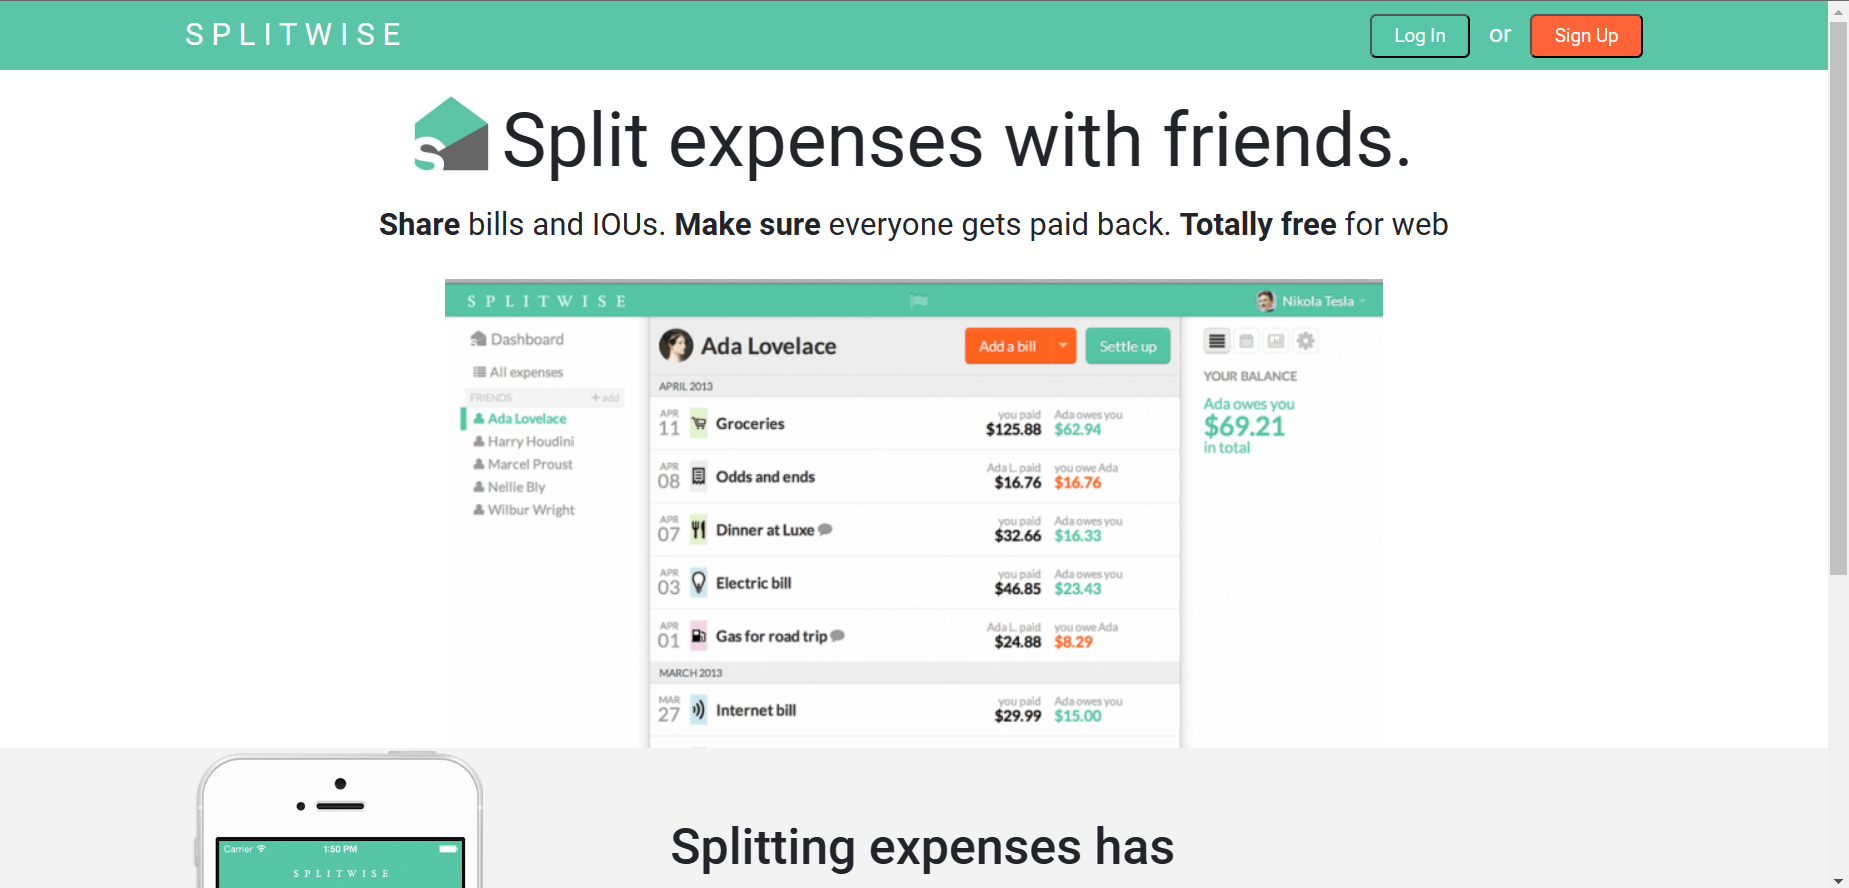 SPLITWISE
Log In or Sign Up
Split expenses with friends.
Share bills and IOUs. Make sure everyone gets paid back. Totally free for web
SPLITWISE
Nikola Tesla
Dashboard
All expenses
FRIENDS + add
Ada Lovelace
Harry Houdini
Marcel Proust
Nellie Bly
Wilbur Wright
Ada Lovelace
Add a bill
Settle up
APRIL 2013
APR 11 Groceries you paid $125.88 Ada owes you $62.94
APR 08 Odds and ends Ada L. paid $16.76 you owe Ada $16.76
APR 07 Dinner at Luxe you paid $32.66 Ada owes you $16.33
APR 03 Electric bill you paid $46.85 Ada owes you $23.43
APR 01 Gas for road trip Ada L. paid $24.88 you owe Ada $8.29
MARCH 2013
MAR 27 Internet bill you paid $29.99 Ada owes you $15.00
YOUR BALANCE
Ada owes you
$69.21
in total
Carrier 1:50 PM
SPLITWISE
Splitting expenses has